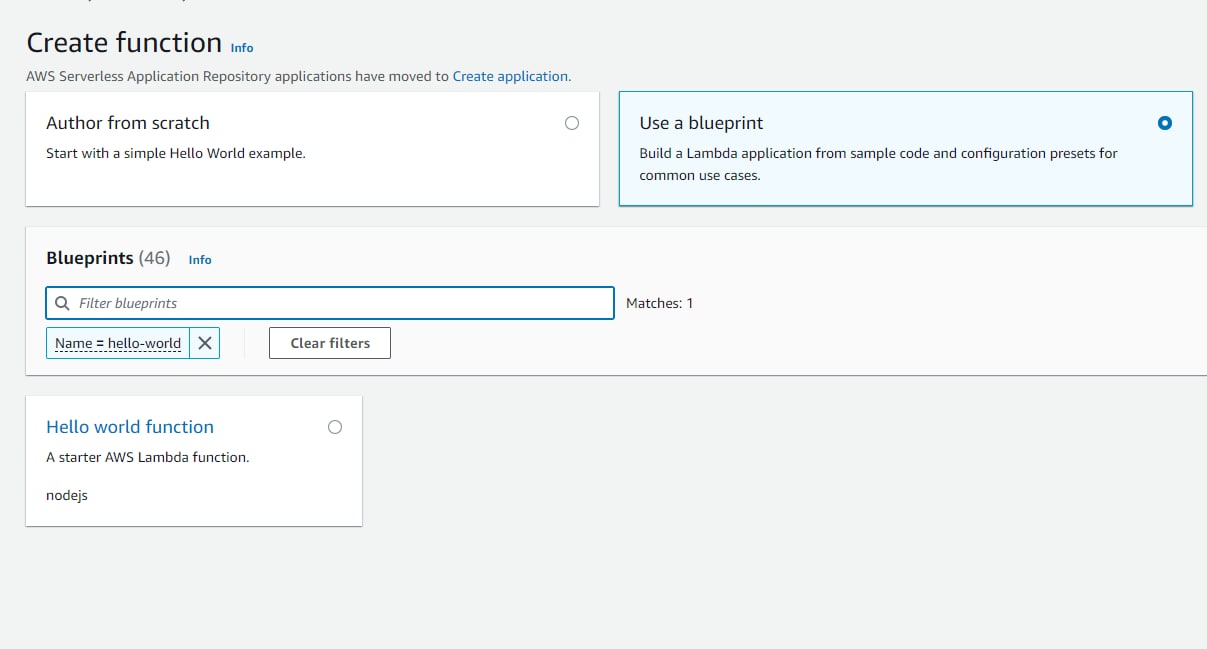 Create function Info
AWS Serverless Application Repository applications have moved to Create application.
Author from scratch
Start with a simple Hello World example.
Use a blueprint
Build a Lambda application from sample code and configuration presets for
common use cases.
Blueprints (46) Info
Filter blueprints
Matches: 1
Name = hello-world
Clear filters
Hello world function
A starter AWS Lambda function.
nodejs